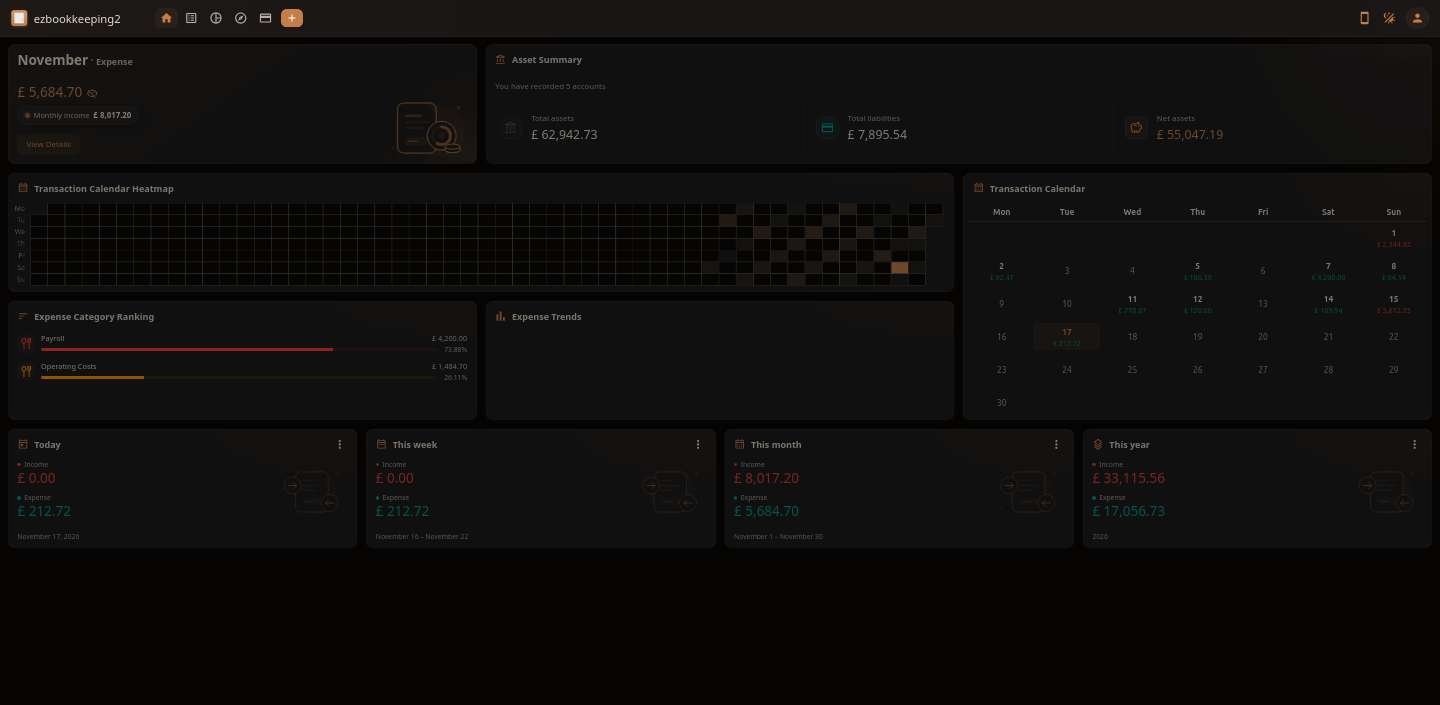 ezbookkeeping2
November · Expense
£ 5,684.70
Monthly income £ 8,017.20
View Details
Asset Summary
You have recorded 5 accounts
Total assets
£ 62,942.73
Total liabilities
£ 7,895.54
Net assets
£ 55,047.19
Transaction Calendar Heatmap
Mo
Tu
We
Th
Fr
Sa
Su
Transaction Calendar
Mon Tue Wed Thu Fri Sat Sun
1
2 3 4 5 6 7 8
9 10 11 12 13 14 15
16 17 18 19 20 21 22
£ 212.72
23 24 25 26 27 28 29
30
Expense Category Ranking
Payroll £ 4,200.00
73.88%
Operating Costs £ 1,484.70
26.11%
Expense Trends
Today
Income
£ 0.00
Expense
£ 212.72
November 17, 2026
This week
Income
£ 0.00
Expense
£ 212.72
November 16 – November 22
This month
Income
£ 8,017.20
Expense
£ 5,684.70
November 1 – November 30
This year
Income
£ 33,115.56
Expense
£ 17,056.73
2026